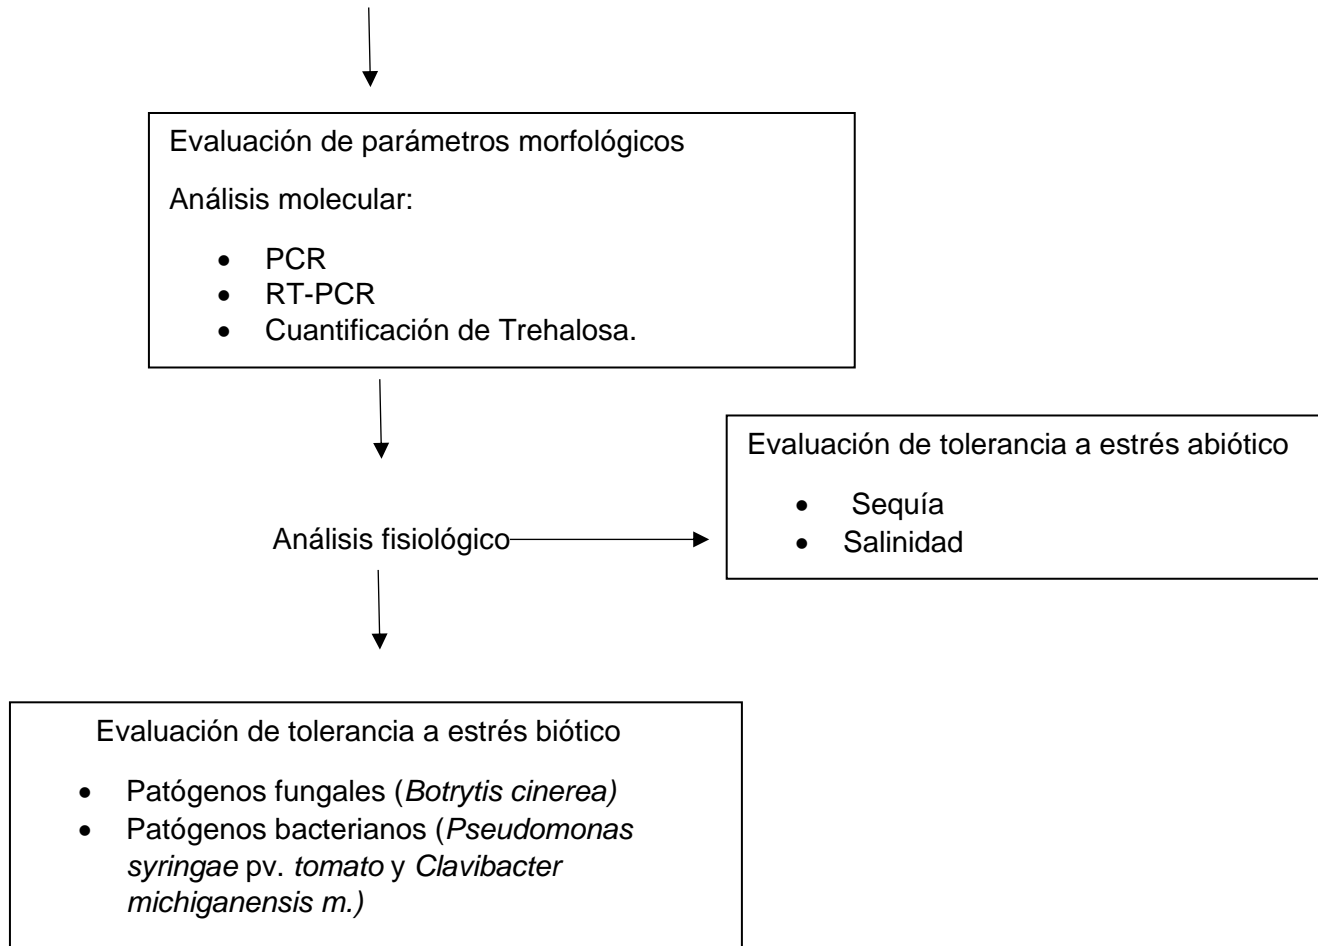 Evaluación de parámetros morfológicos
Análisis molecular:
• PCR
• RT-PCR
• Cuantificación de Trehalosa.
Evaluación de tolerancia a estrés abiótico
• Sequía
• Salinidad
Análisis fisiológico
Evaluación de tolerancia a estrés biótico
• Patógenos fungales (Botrytis cinerea)
• Patógenos bacterianos (Pseudomonas
syringae pv. tomato y Clavibacter
michiganensis m.)